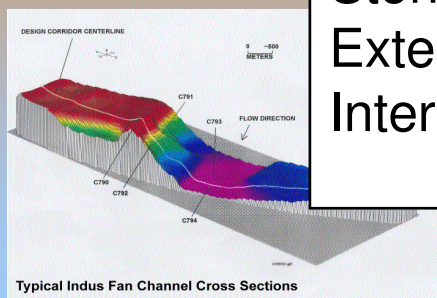 Exte
Inter
DESIGN CORRIDOR CENTERLINE
0 ~500
METERS
C791
C793
FLOW DIRECTION
C790
C792
C794
Typical Indus Fan Channel Cross Sections